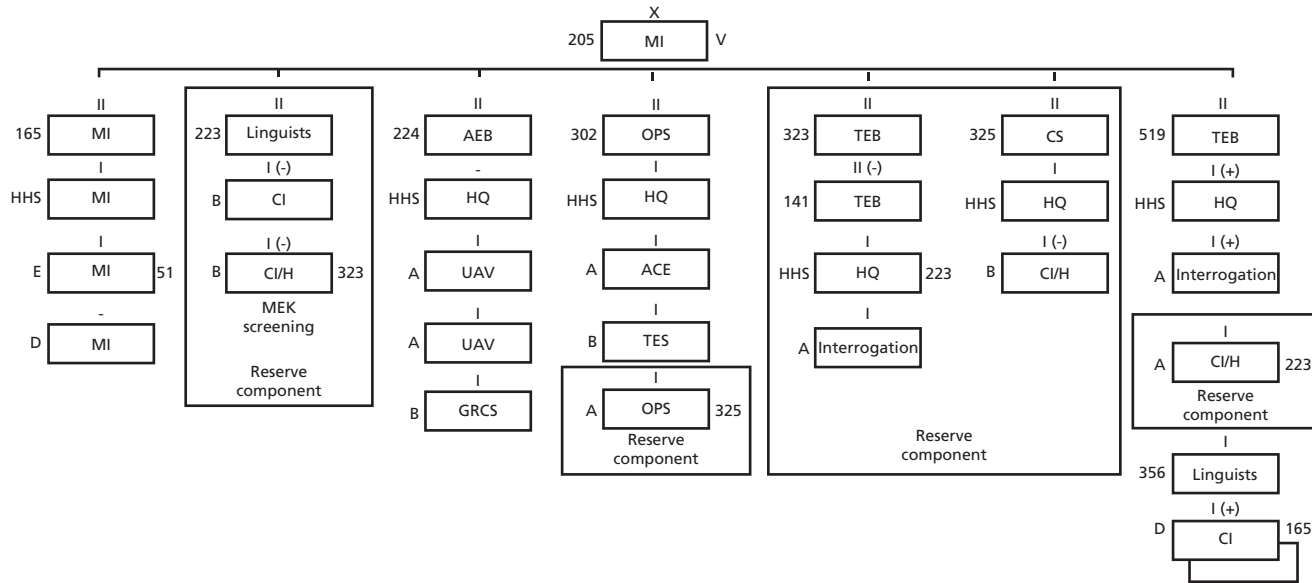 X
205 MI V
II
165 MI
I
HHS MI
I
E MI 51
-
D MI
II
223 Linguists
I (-)
B CI
I (-)
B CI/H 323
MEK
screening
Reserve
component
II
224 AEB
-
HHS HQ
I
A UAV
I
A UAV
I
B GRCS
II
302 OPS
I
HHS HQ
I
A ACE
I
B TES
I
A OPS 325
Reserve
component
II
323 TEB
II (-)
141 TEB
I
HHS HQ 223
I
A Interrogation
II
325 CS
I
HHS HQ
I (-)
B CI/H
Reserve
component
II
519 TEB
I (+)
HHS HQ
I (+)
A Interrogation
I
A CI/H 223
Reserve
component
I
356 Linguists
I (+)
D CI 165